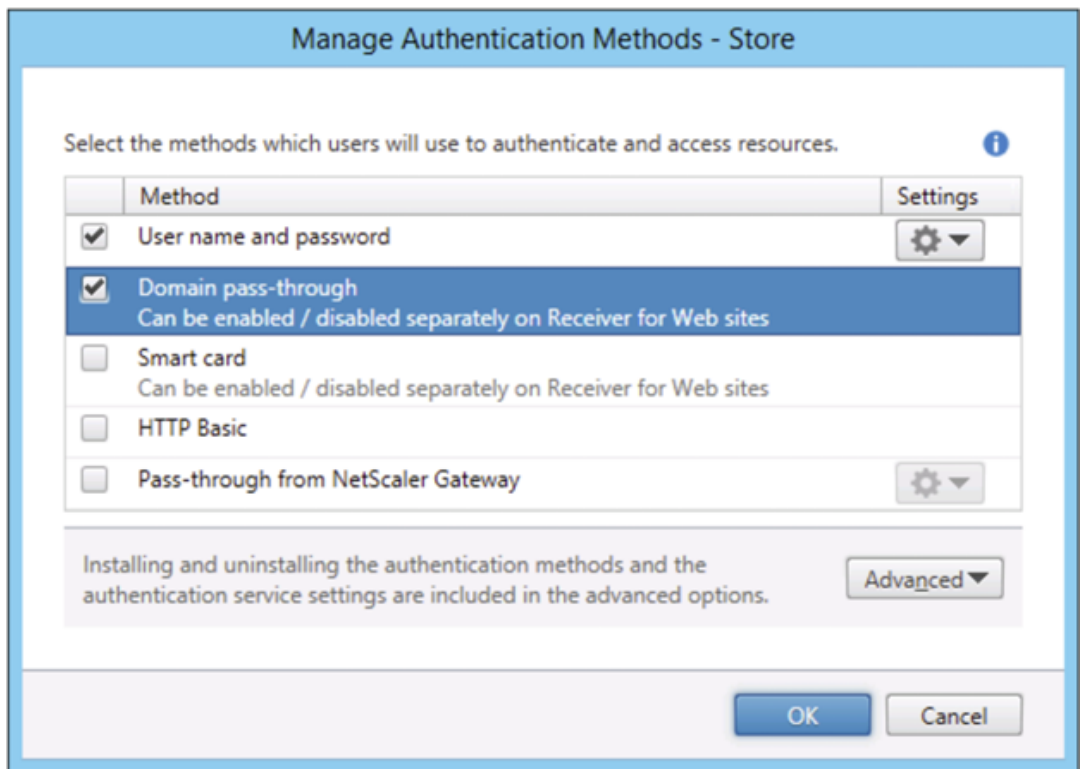 Manage Authentication Methods - Store
Select the methods which users will use to authenticate and access resources.
Method Settings
User name and password
Domain pass-through
Can be enabled / disabled separately on Receiver for Web sites
Smart card
Can be enabled / disabled separately on Receiver for Web sites
HTTP Basic
Pass-through from NetScaler Gateway
Installing and uninstalling the authentication methods and the
authentication service settings are included in the advanced options.
Advanced
OK Cancel